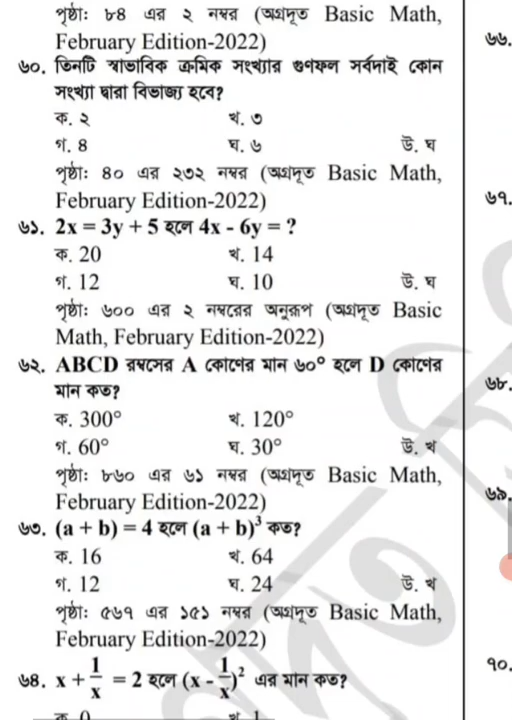 পৃষ্ঠা: ৮৪ এর ২ নম্বর (অগ্রদূত Basic Math,
February Edition-2022)
৬০. তিনটি স্বাভাবিক ক্রমিক সংখ্যার গুণফল সর্বদাই কোন
সংখ্যা দ্বারা বিভাজ্য হবে?
ক. ২ খ. ৩
গ. ৪ ঘ. ৬ উ. ঘ
পৃষ্ঠা: ৪০ এর ২৩২ নম্বর (অগ্রদূত Basic Math,
February Edition-2022)
৬১. 2x = 3y + 5 হলে 4x - 6y = ?
ক. 20 খ. 14
গ. 12 ঘ. 10 উ. ঘ
পৃষ্ঠা: ৬০০ এর ২ নম্বরের অনুরূপ (অগ্রদূত Basic
Math, February Edition-2022)
৬২. ABCD রম্বসের A কোণের মান ৬০° হলে D কোণের
মান কত?
ক. 300° খ. 120°
গ. 60° ঘ. 30° উ. খ
পৃষ্ঠা: ৮৬০ এর ৬১ নম্বর (অগ্রদূত Basic Math,
February Edition-2022)
৬৩. (a + b) = 4 হলে (a + b)³ কত?
ক. 16 খ. 64
গ. 12 ঘ. 24 উ. খ
পৃষ্ঠা: ৫৬৭ এর ১৫১ নম্বর (অগ্রদূত Basic Math,
February Edition-2022)
৬৪. x + 1/x = 2 হলে (x - 1/x)² এর মান কত?
ক. 0 খ. 1
৬৬.
৬৭.
৬৮.
৬৯.
৭০.